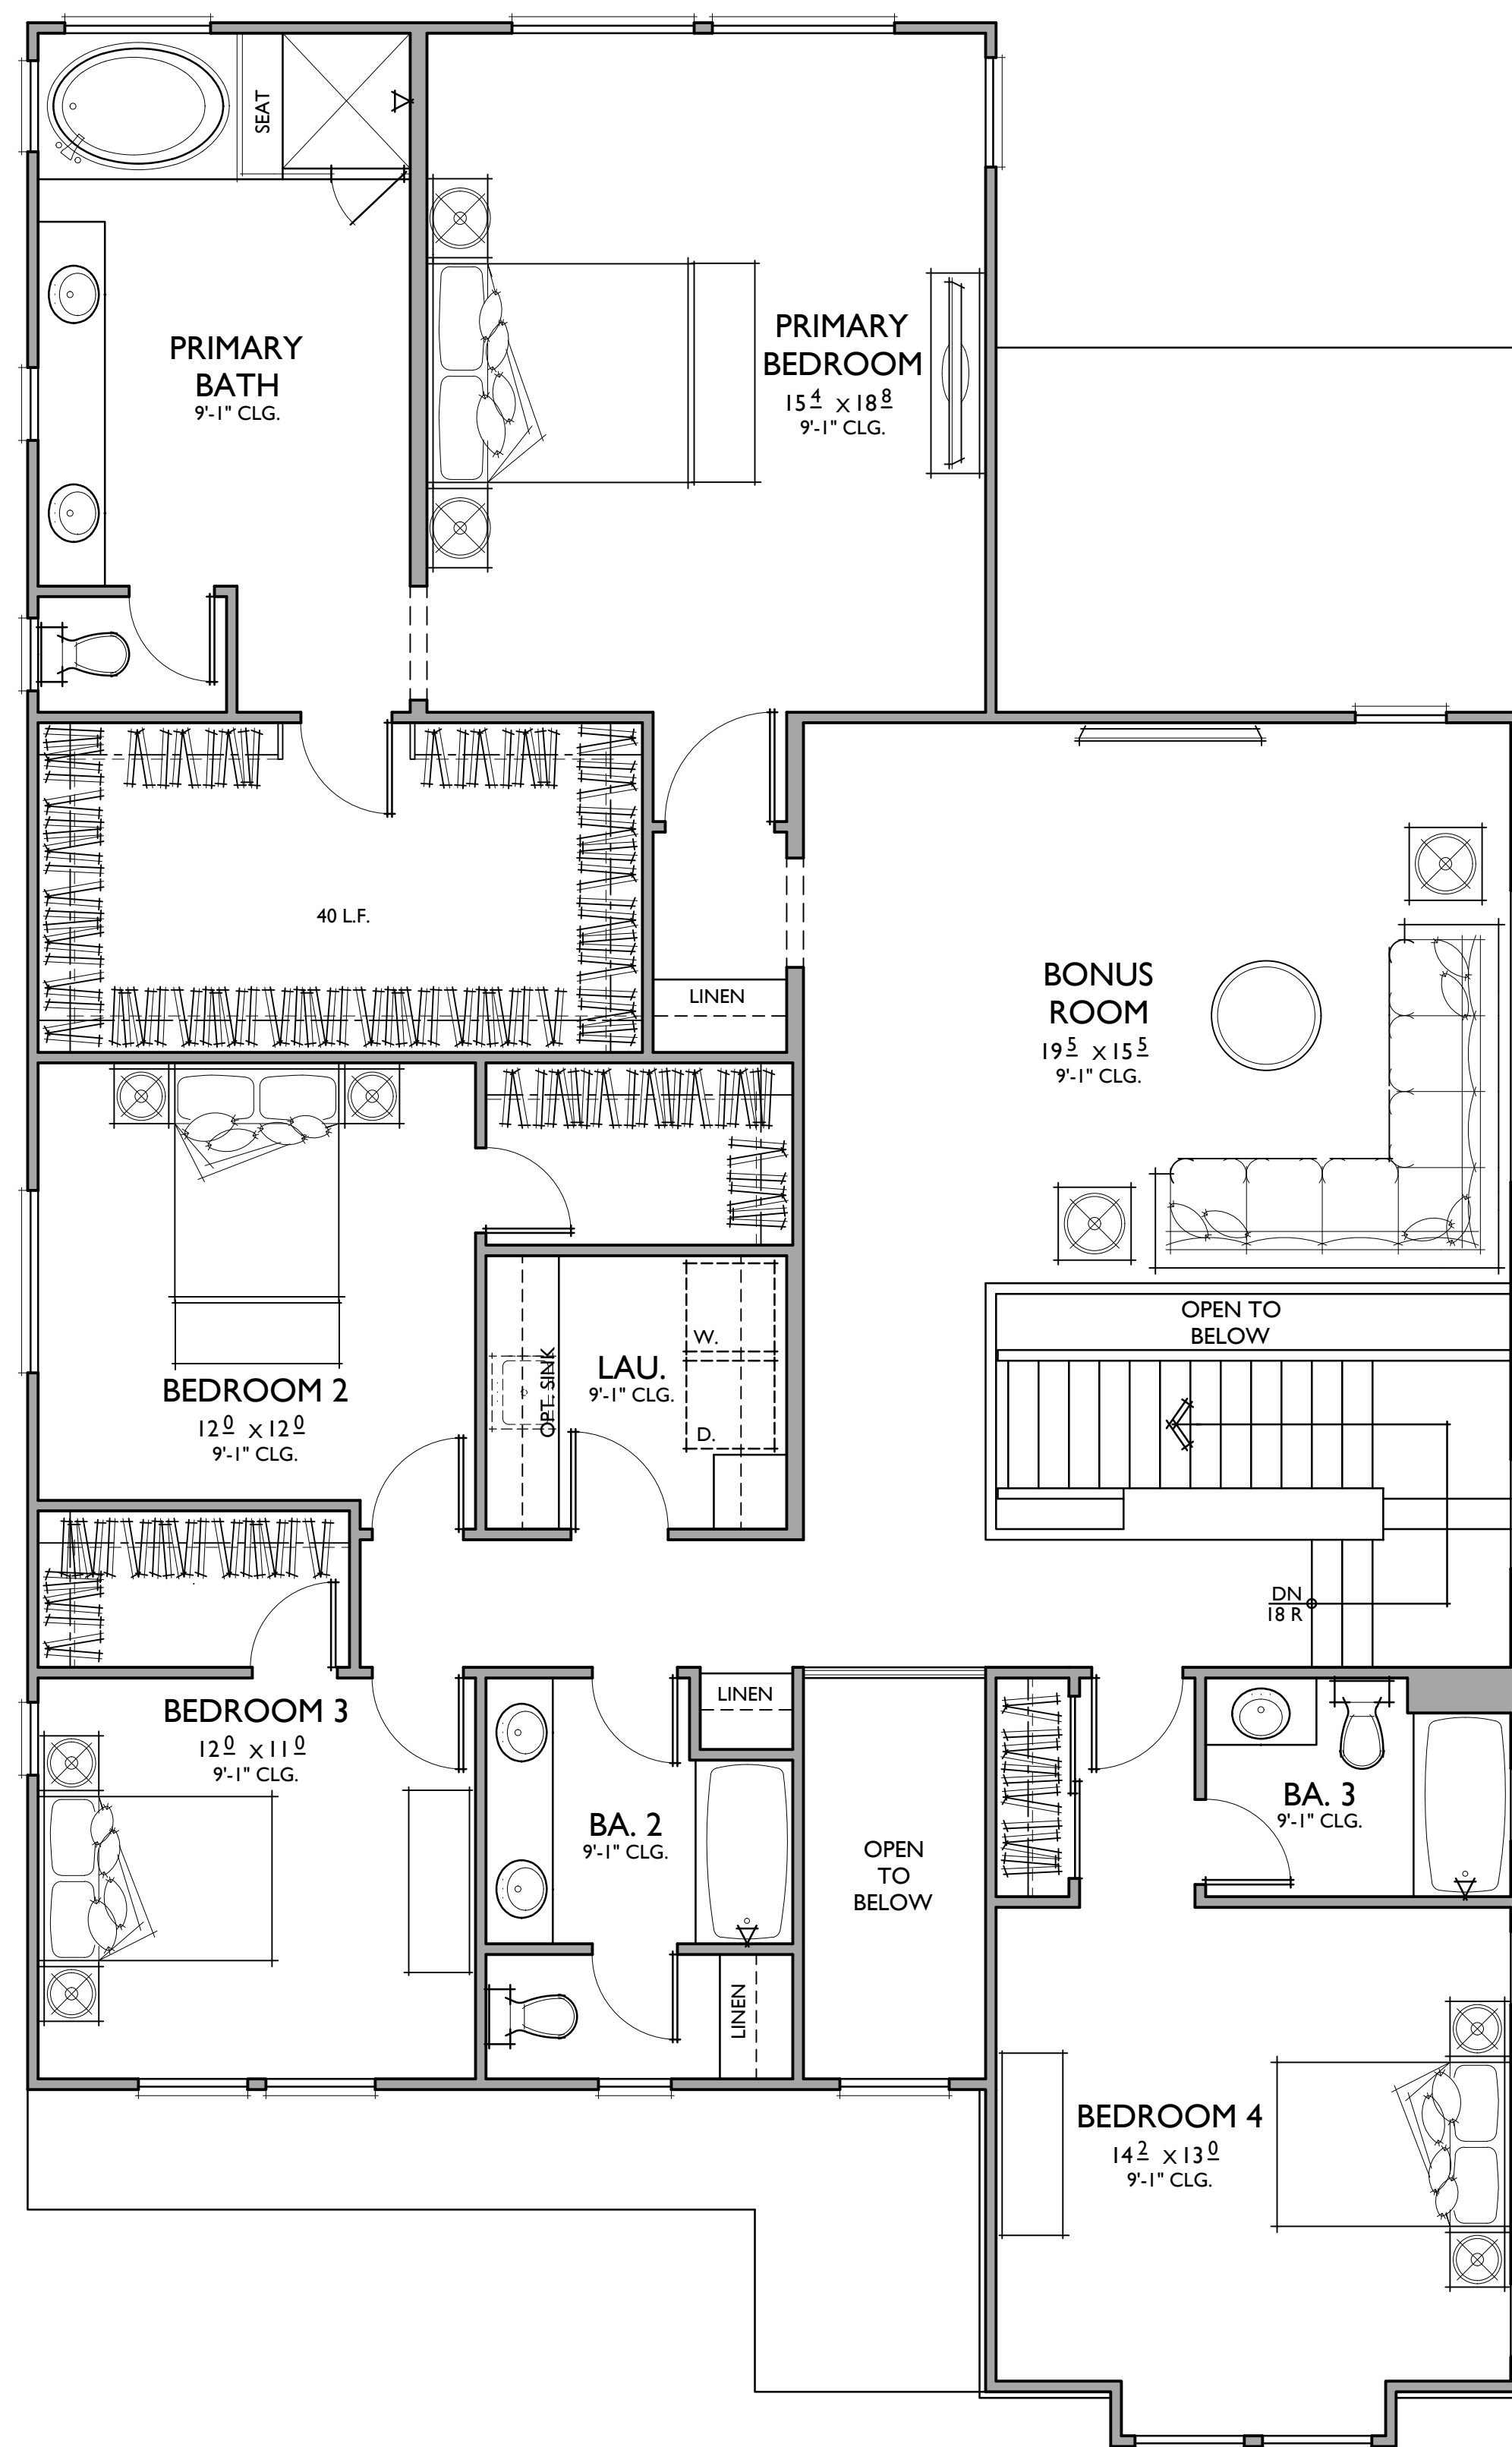 SEAT
PRIMARY
BATH
9'-1" CLG.
PRIMARY
BEDROOM
15 4 X 18 8
9'-1" CLG.
40 L.F.
LINEN
BONUS
ROOM
19 5 X 15 5
9'-1" CLG.
OPEN TO
BELOW
BEDROOM 2
12 0 X 12 0
9'-1" CLG.
OPT. SINK
LAU.
9'-1" CLG.
W.
D.
DN
18 R
BEDROOM 3
12 0 X 11 0
9'-1" CLG.
LINEN
BA. 2
9'-1" CLG.
LINEN
OPEN
TO
BELOW
BA. 3
9'-1" CLG.
BEDROOM 4
14 2 X 13 0
9'-1" CLG.